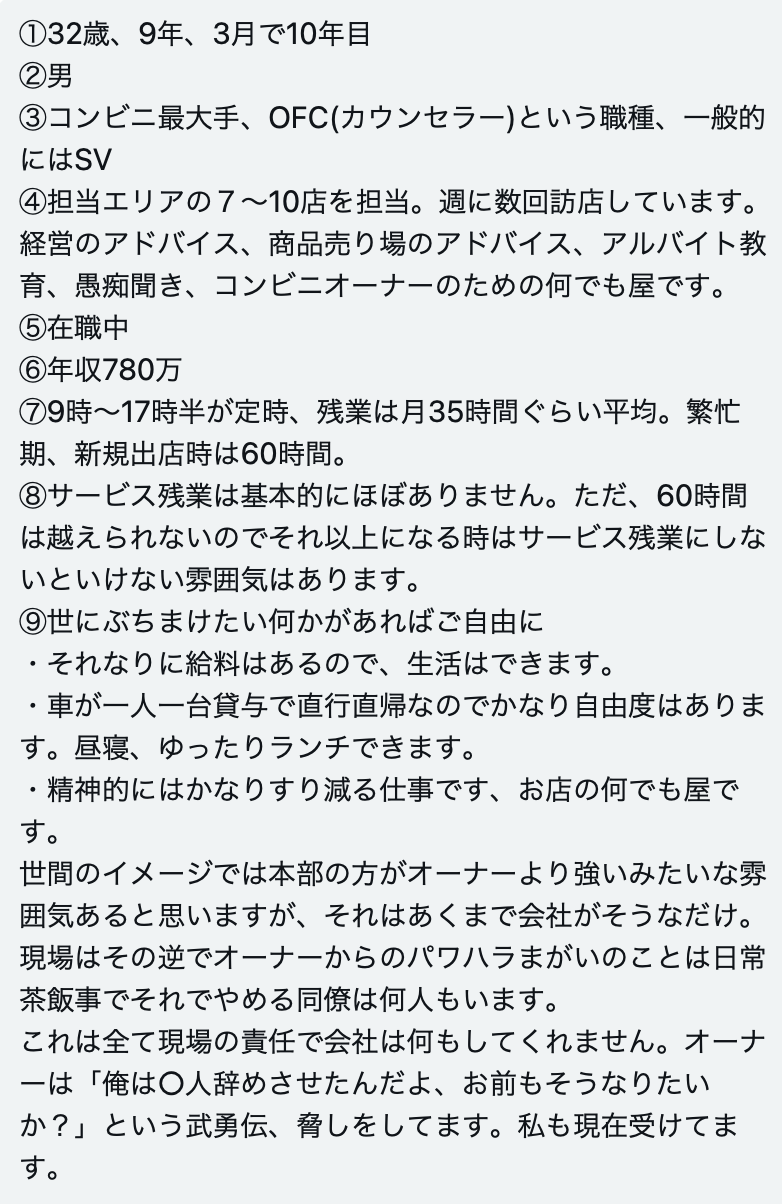 ①32歳、9年、3月で10年目
②男
③コンビニ最大手、OFC(カウンセラー)という職種、一般的
にはSV
④担当エリアの７〜10店を担当。週に数回訪店しています。
経営のアドバイス、商品売り場のアドバイス、アルバイト教
育、愚痴聞き、コンビニオーナーのための何でも屋です。
⑤在職中
⑥年収780万
⑦9時〜17時半が定時、残業は月35時間ぐらい平均。繁忙
期、新規出店時は60時間。
⑧サービス残業は基本的にほぼありません。ただ、60時間
は越えられないのでそれ以上になる時はサービス残業にしな
いといけない雰囲気はあります。
⑨世にぶちまけたい何かがあればご自由に
・それなりに給料はあるので、生活はできます。
・車が一人一台貸与で直行直帰なのでかなり自由度はありま
す。昼寝、ゆったりランチできます。
・精神的にはかなりすり減る仕事です、お店の何でも屋で
す。
世間のイメージでは本部の方がオーナーより強いみたいな雰
囲気あると思いますが、それはあくまで会社がそうなだけ。
現場はその逆でオーナーからのパワハラまがいのことは日常
茶飯事でそれでやめる同僚は何人もいます。
これは全て現場の責任で会社は何もしてくれません。オーナ
ーは「俺は〇人辞めさせたんだよ、お前もそうなりたい
か？」という武勇伝、脅しをしてます。私も現在受けてま
す。